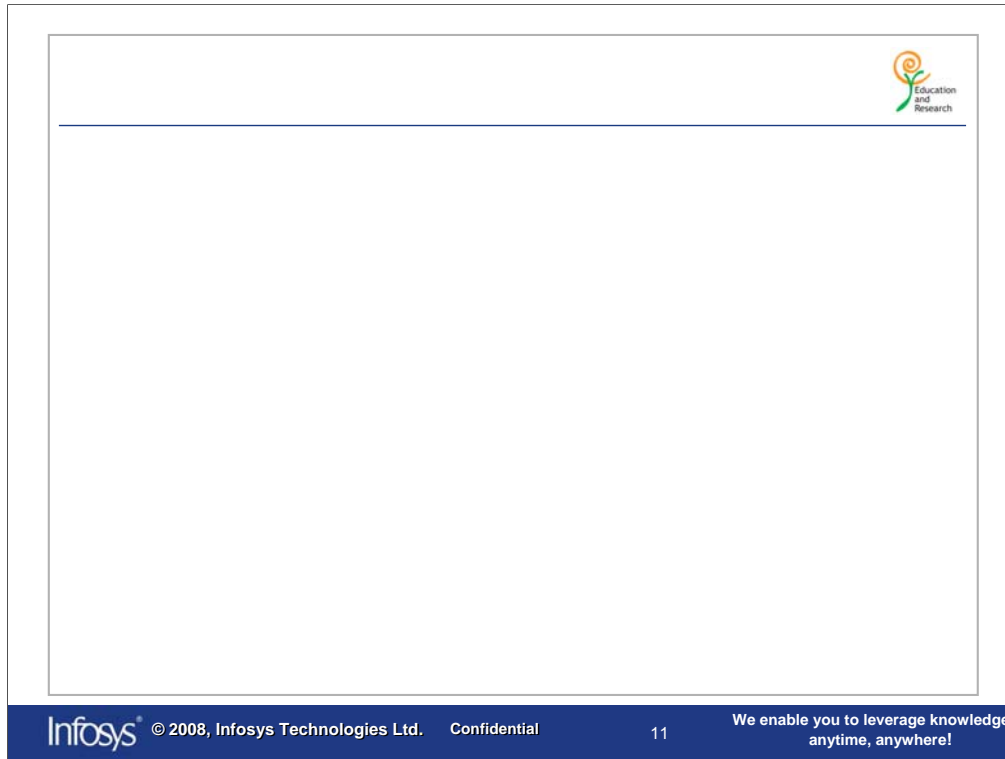 Education
and
Research
Infosys® © 2008, Infosys Technologies Ltd. Confidential 11
We enable you to leverage knowledge
anytime, anywhere!